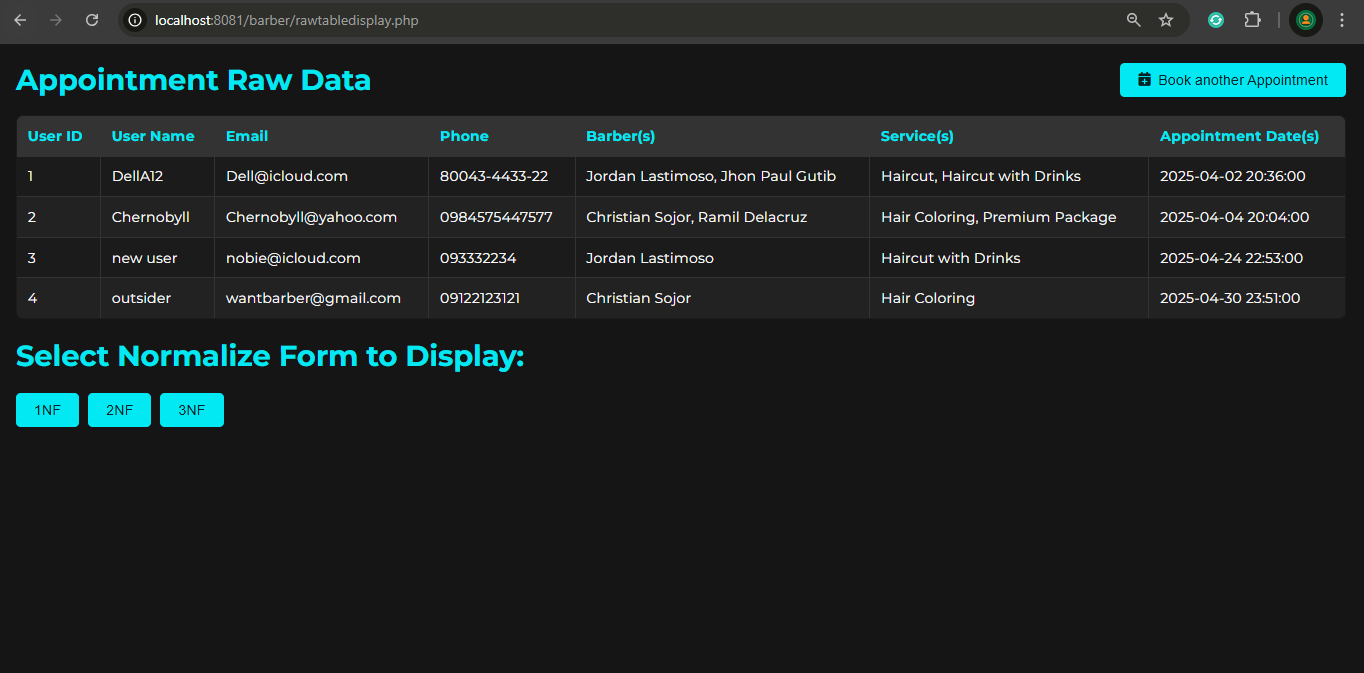 localhost:8081/barber/rawtabledisplay.php
Appointment Raw Data
Book another Appointment
User ID User Name Email Phone Barber(s) Service(s) Appointment Date(s)
1 DellA12 Dell@icloud.com 80043-4433-22 Jordan Lastimoso, Jhon Paul Gutib Haircut, Haircut with Drinks 2025-04-02 20:36:00
2 Chernobyll Chernobyll@yahoo.com 0984575447577 Christian Sojor, Ramil Delacruz Hair Coloring, Premium Package 2025-04-04 20:04:00
3 new user nobie@icloud.com 093332234 Jordan Lastimoso Haircut with Drinks 2025-04-24 22:53:00
4 outsider wantbarber@gmail.com 09122123121 Christian Sojor Hair Coloring 2025-04-30 23:51:00
Select Normalize Form to Display:
1NF 2NF 3NF